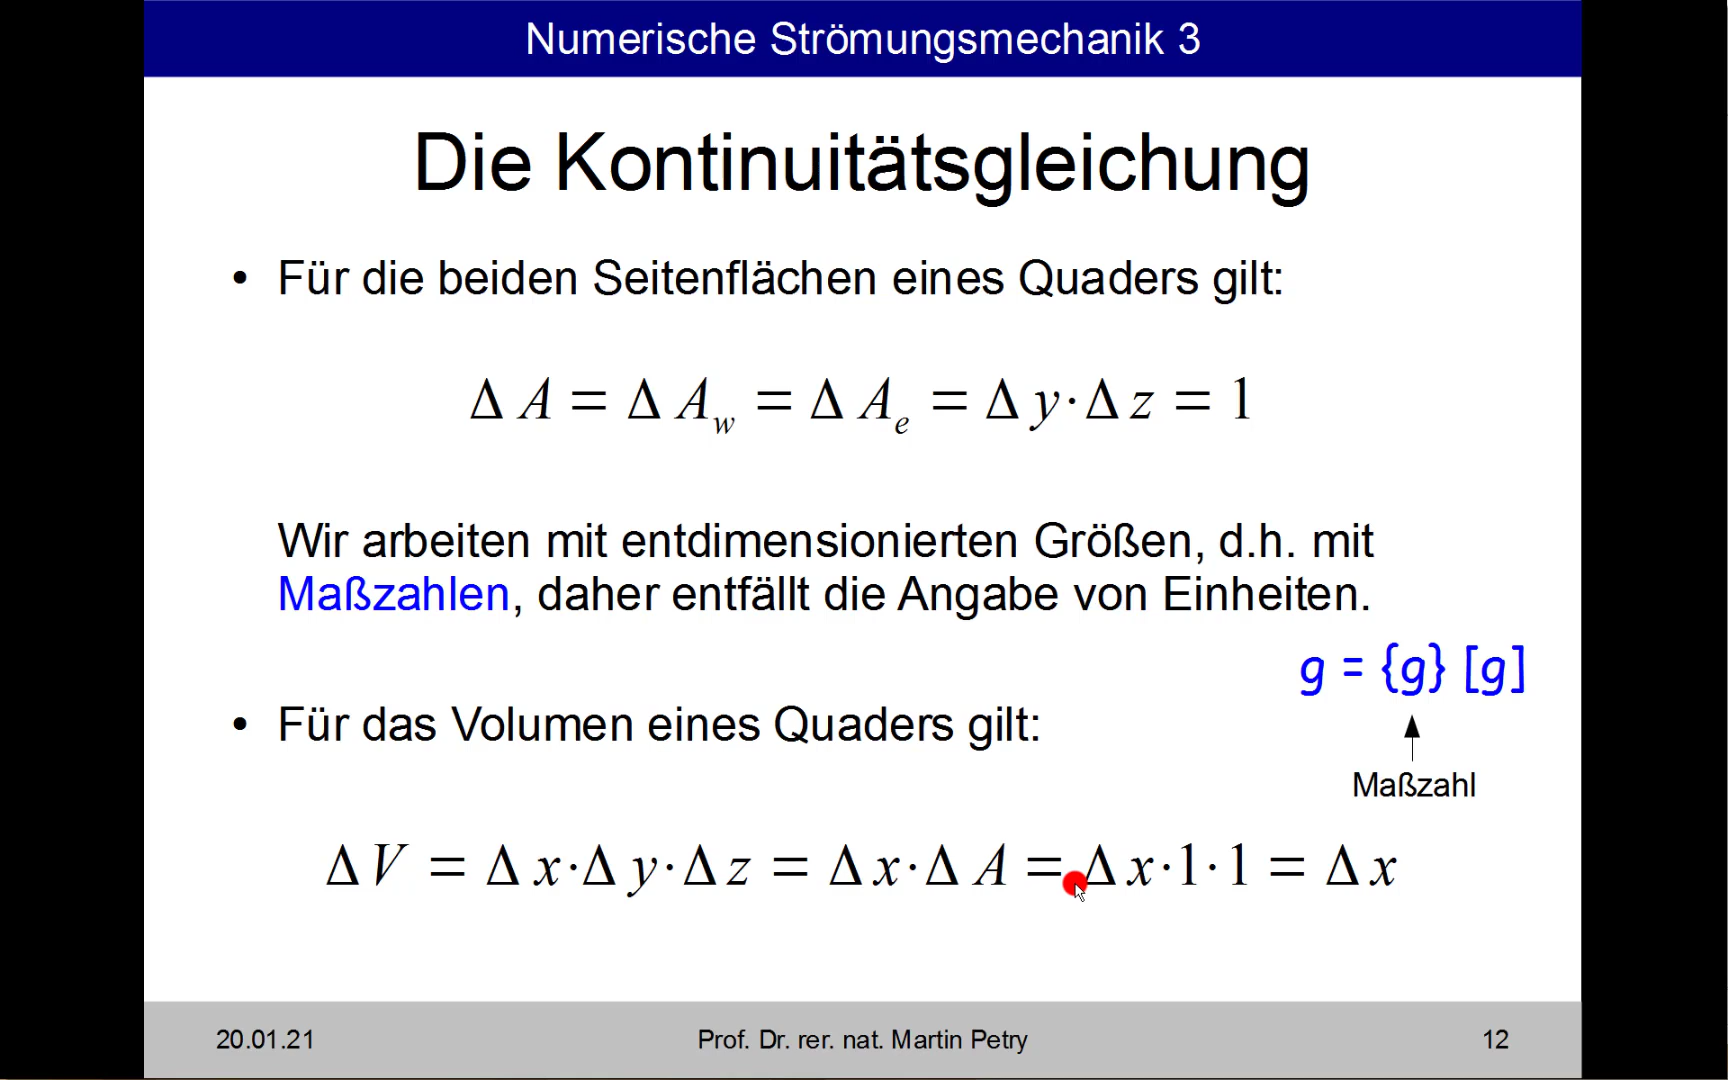 Numerische Strömungsmechanik 3
Die Kontinuitätsgleichung
• Für die beiden Seitenflächen eines Quaders gilt:
Δ A = Δ A_w = Δ A_e = Δ y·Δ z = 1
Wir arbeiten mit entdimensionierten Größen, d.h. mit
Maßzahlen, daher entfällt die Angabe von Einheiten.
g = {g} [g]
• Für das Volumen eines Quaders gilt:
Maßzahl
Δ V = Δ x·Δ y·Δ z = Δ x·Δ A = Δ x·1·1 = Δ x
20.01.21 Prof. Dr. rer. nat. Martin Petry 12